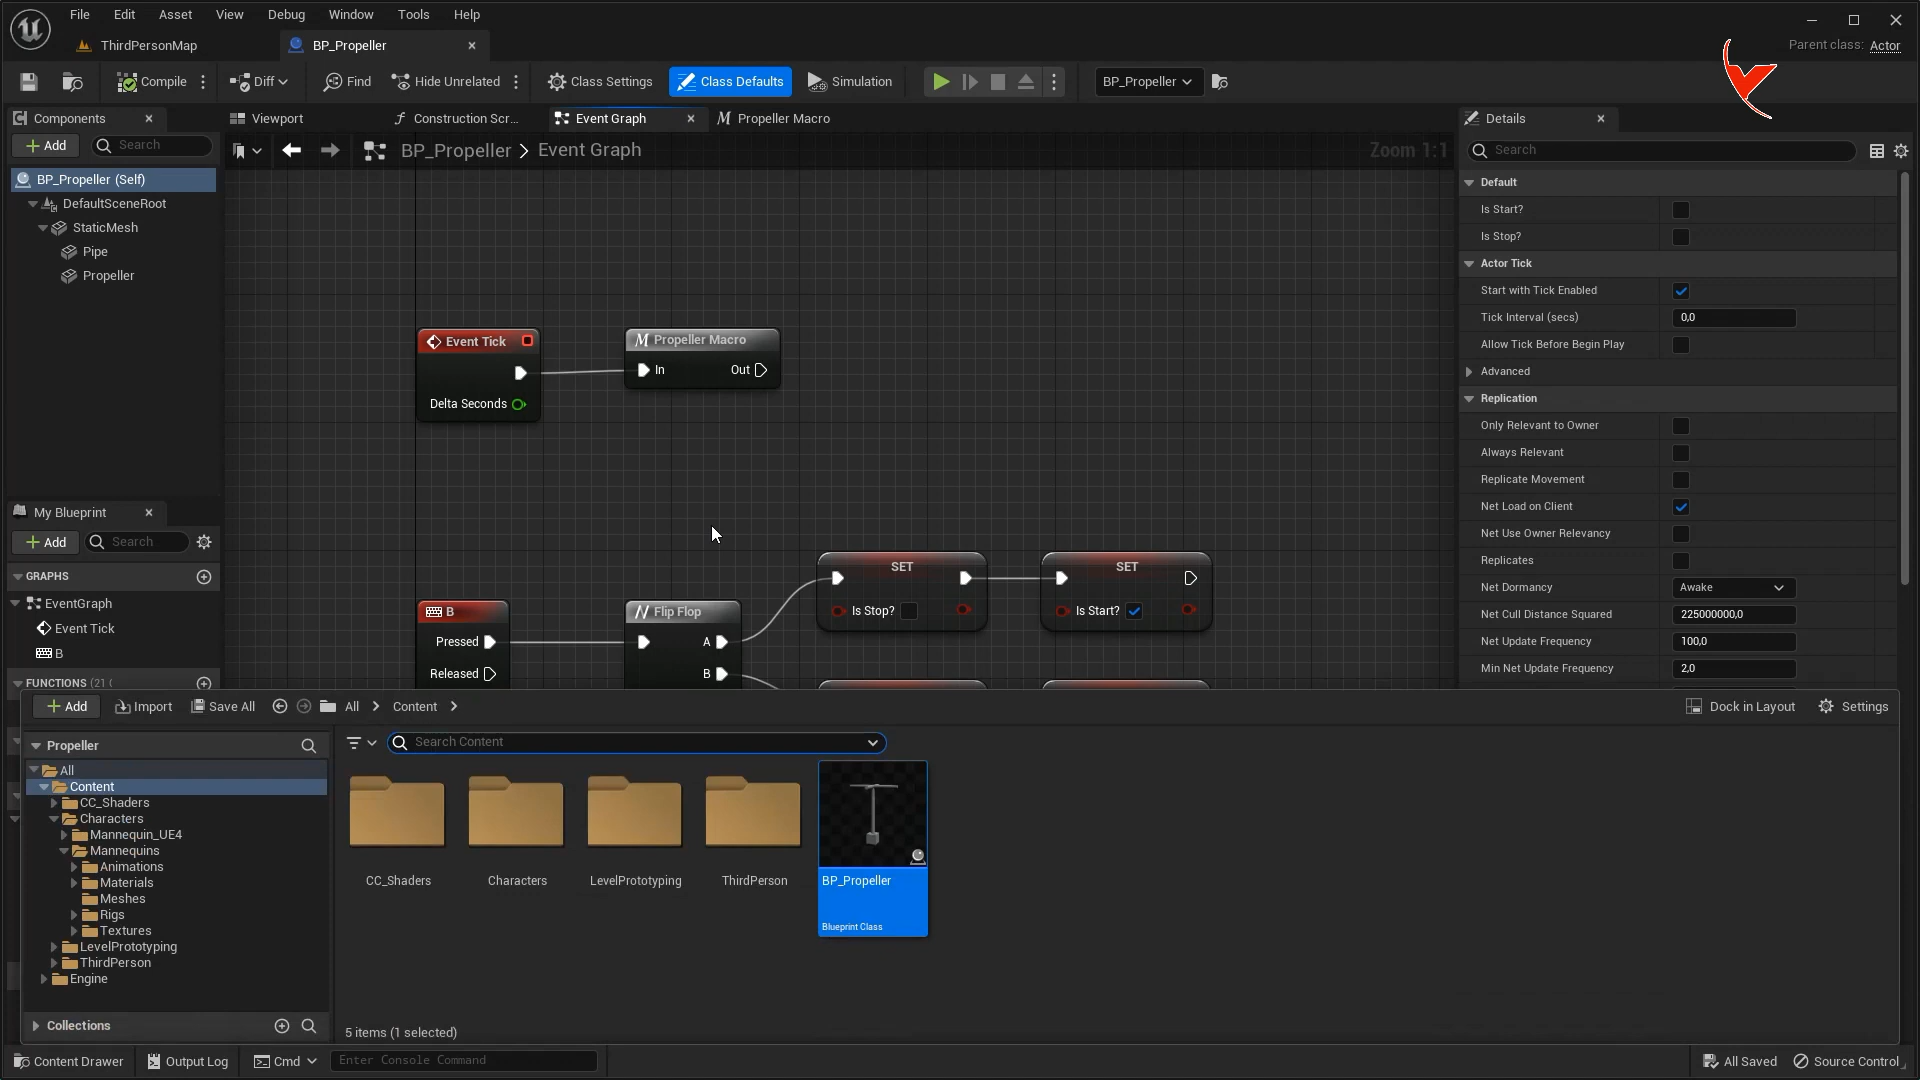 File Edit Asset View Debug Window Tools Help
ThirdPersonMap
BP_Propeller
Parent class: Actor
Compile
Diff
Find
Hide Unrelated
Class Settings
Class Defaults
Simulation
BP_Propeller
Components
Viewport
Construction Scr...
Event Graph
Propeller Macro
Details
Add
Search
BP_Propeller > Event Graph
Zoom 1:1
Search
BP_Propeller (Self)
DefaultSceneRoot
StaticMesh
Pipe
Propeller
Event Tick
Delta Seconds
Propeller Macro
In
Out
SET
Is Stop?
SET
Is Start?
B
Pressed
Released
Flip Flop
A
B
Default
Is Start?
Is Stop?
Actor Tick
Start with Tick Enabled
Tick Interval (secs) 0,0
Allow Tick Before Begin Play
Advanced
Replication
Only Relevant to Owner
Always Relevant
Replicate Movement
Net Load on Client
Net Use Owner Relevancy
Replicates
Net Dormancy Awake
Net Cull Distance Squared 225000000,0
Net Update Frequency 100,0
Min Net Update Frequency 2,0
My Blueprint
Add
Search
GRAPHS
EventGraph
Event Tick
B
FUNCTIONS (21
Add
Import
Save All
All > Content >
Dock in Layout
Settings
Propeller
Search Content
All
Content
CC_Shaders
Characters
Mannequin_UE4
Mannequins
Animations
Materials
Meshes
Rigs
Textures
LevelPrototyping
ThirdPerson
Engine
Collections
CC_Shaders
Characters
LevelPrototyping
ThirdPerson
BP_Propeller
Blueprint Class
5 items (1 selected)
Content Drawer
Output Log
Cmd
Enter Console Command
All Saved
Source Control